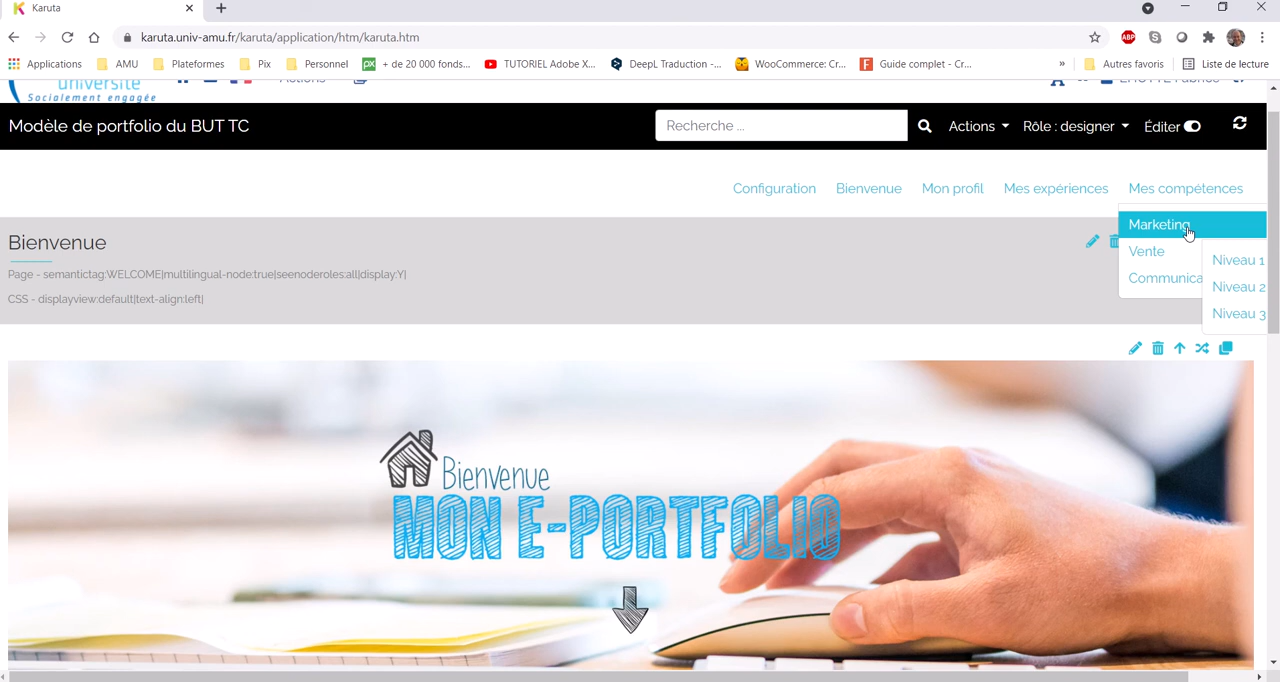 Karuta
karuta.univ-amu.fr/karuta/application/htm/karuta.htm
ABP
Applications AMU Plateformes Pix Personnel px + de 20 000 fonds... TUTORIEL Adobe X... DeepL Traduction -... WooCommerce: Cr... F Guide complet - Cr... » Autres favoris Liste de lecture
université
Socialement engagée
Modèle de portfolio du BUT TC Recherche ... Actions Rôle : designer Éditer
Configuration Bienvenue Mon profil Mes expériences Mes compétences
Marketing
Vente
Communica
Niveau 1
Niveau 2
Niveau 3
Bienvenue
Page - semantictag:WELCOME|multilingual-node:true|seenoderoles:all|display:Y|
CSS - displayview:default|text-align:left|
Bienvenue
MON E-PORTFOLIO